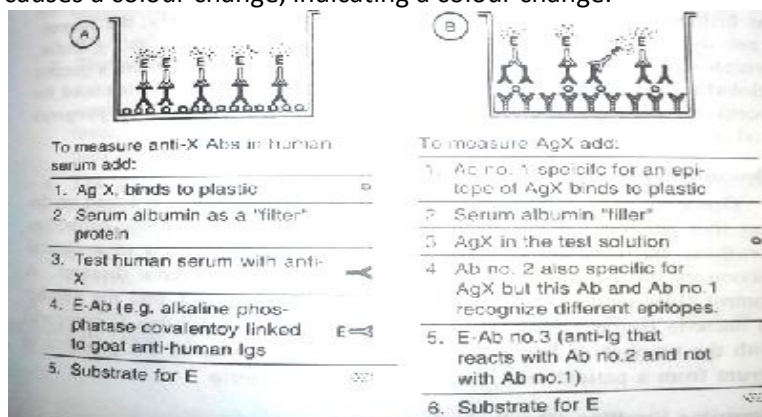 causes a colour change, indicating a colour change.
A
E E E E E
E E E E E
To measure anti-X Abs in human
serum add:
1. Ag X, binds to plastic
2. Serum albumin as a "filter"
protein
3. Test human serum with anti-
X
4. E-Ab (e.g. alkaline phos-
phatase covalentoy linked
to goat anti-human Igs
E
5. Substrate for E
B
E E E E
E E E
To measure AgX add:
1. Ab no. 1 specific for an epi-
tope of AgX binds to plastic
2. Serum albumin "filler"
3. AgX in the test solution
4. Ab no. 2 also specific for
AgX but this Ab and Ab no.1
recognize different epitopes.
5. E-Ab no.3 (anti-Ig that
reacts with Ab no.2 and not
with Ab no.1)
6. Substrate for E